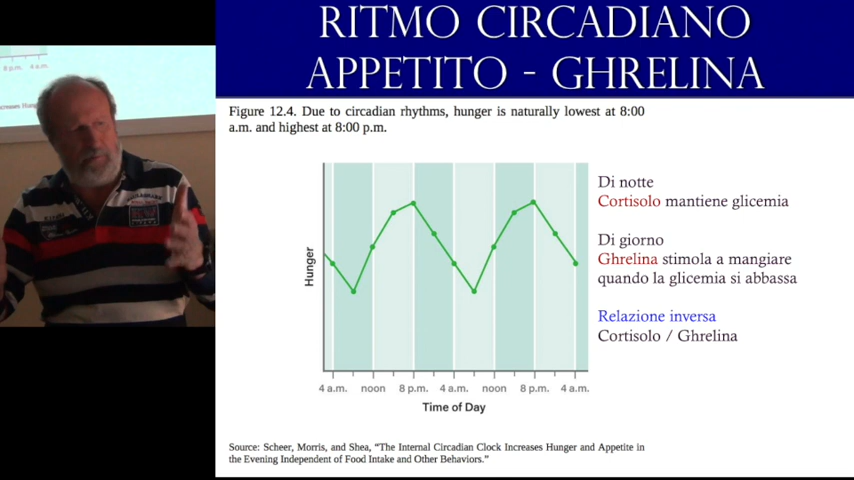 RITMO CIRCADIANO
APPETITO - GHRELINA
8 p.m. 4 a.m.
Figure 12.4. Due to circadian rhythms, hunger is naturally lowest at 8:00
a.m. and highest at 8:00 p.m.
Hunger
4 a.m. noon 8 p.m. 4 a.m. noon 8 p.m. 4 a.m.
Time of Day
Di notte
Cortisolo mantiene glicemia
Di giorno
Ghrelina stimola a mangiare
quando la glicemia si abbassa
Relazione inversa
Cortisolo / Ghrelina
Source: Scheer, Morris, and Shea, “The Internal Circadian Clock Increases Hunger and Appetite in
the Evening Independent of Food Intake and Other Behaviors.”